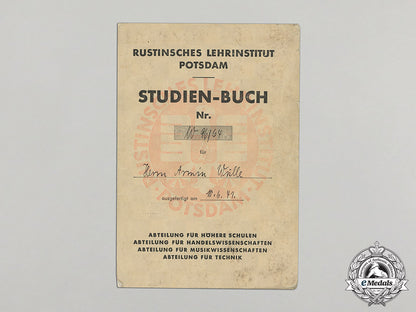 RUSTINSCHES LEHRINSTITUT
POTSDAM
STUDIEN-BUCH
Nr.
für
Herrn Armin
ausgefertigt am
ABTEILUNG FÜR HÖHERE SCHULEN
ABTEILUNG FÜR HANDELSWISSENSCHAFTEN
ABTEILUNG FÜR MUSIKWISSENSCHAFTEN
ABTEILUNG FÜR TECHNIK